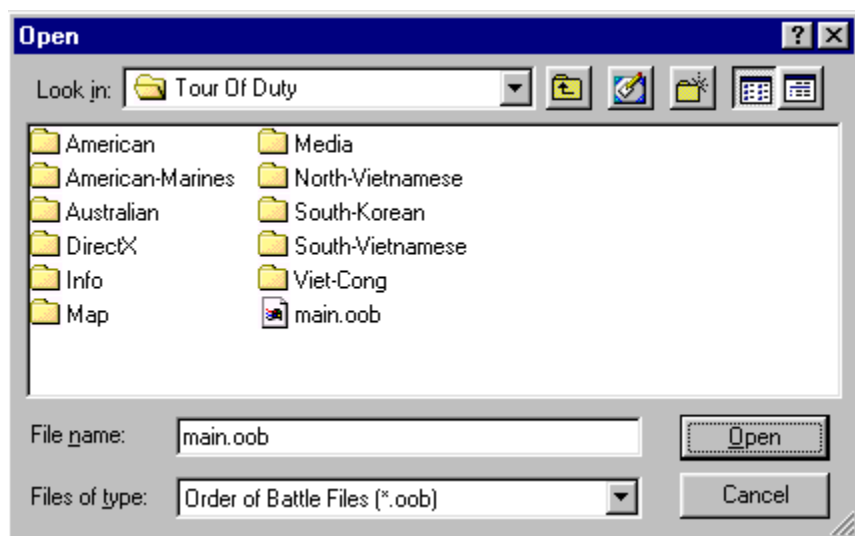 Open
Look in: Tour Of Duty
American Media
American-Marines North-Vietnamese
Australian South-Korean
DirectX South-Vietnamese
Info Viet-Cong
Map main.oob
File name: main.oob Open
Files of type: Order of Battle Files (*.oob) Cancel